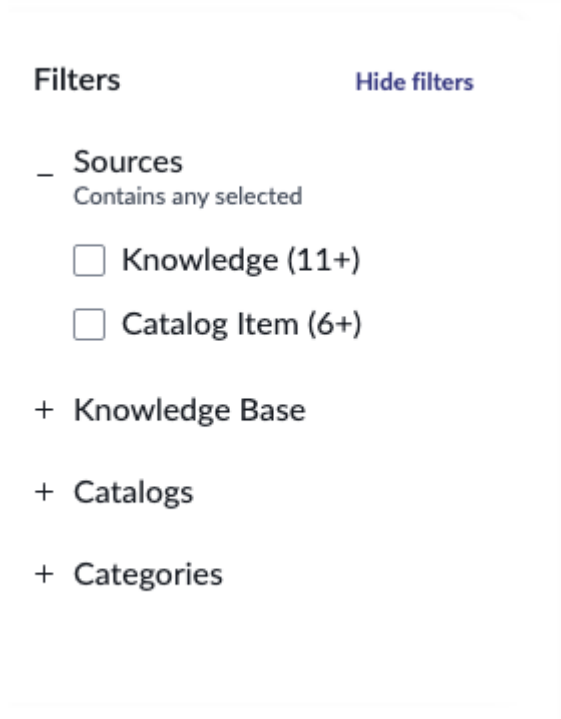 Filters
Hide filters
Sources
Contains any selected
Knowledge (11+)
Catalog Item (6+)
Knowledge Base
Catalogs
Categories